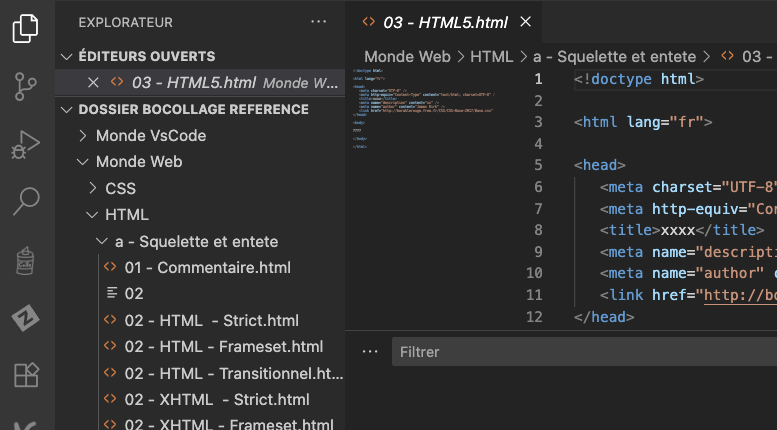 EXPLORATEUR ···
ÉDITEURS OUVERTS
03 - HTML5.html Monde W...
DOSSIER BOCOLLAGE REFERENCE
Monde VsCode
Monde Web
CSS
HTML
a - Squelette et entete
01 - Commentaire.html
02
02 - HTML  - Strict.html
02 - HTML - Frameset.html
02 - HTML - Transitionnel.ht...
02 - XHTML  - Strict.html
02 - XHTML - Frameset.html
03 - HTML5.html
Monde Web > HTML > a - Squelette et entete > 03 -
1 <!doctype html>
2
3 <html lang="fr">
4
5 <head>
6 <meta charset="UTF-8"
7 <meta http-equiv="Con
8 <title>xxxx</title>
9 <meta name="descripti
10 <meta name="author" c
11 <link href="http://bo
12 </head>
··· Filtrer